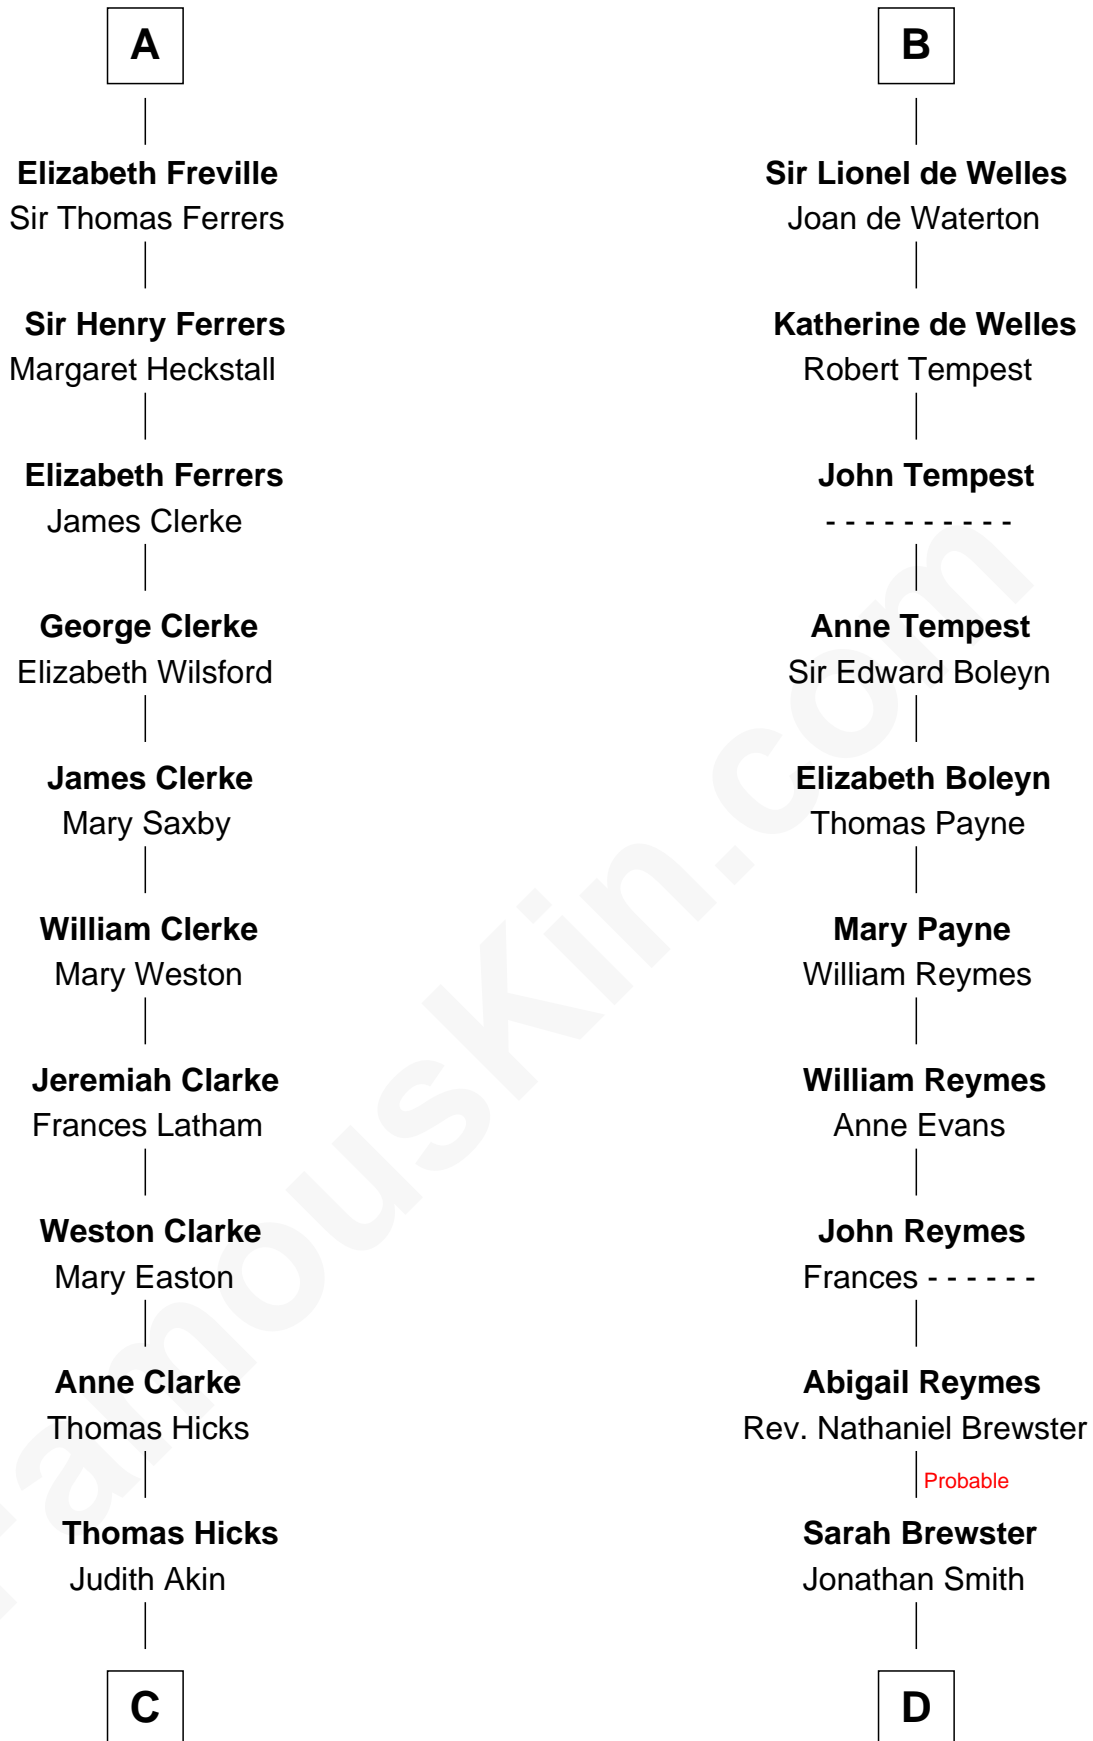 A
Elizabeth Freville
Sir Thomas Ferrers
Sir Henry Ferrers
Margaret Heckstall
Elizabeth Ferrers
James Clerke
George Clerke
Elizabeth Wilsford
James Clerke
Mary Saxby
William Clerke
Mary Weston
Jeremiah Clarke
Frances Latham
Weston Clarke
Mary Easton
Anne Clarke
Thomas Hicks
Thomas Hicks
Judith Akin
C
B
Sir Lionel de Welles
Joan de Waterton
Katherine de Welles
Robert Tempest
John Tempest
- - - - - - - - - -
Anne Tempest
Sir Edward Boleyn
Elizabeth Boleyn
Thomas Payne
Mary Payne
William Reymes
William Reymes
Anne Evans
John Reymes
Frances - - - - - -
Abigail Reymes
Rev. Nathaniel Brewster
Probable
Sarah Brewster
Jonathan Smith
D
FamousKin.com